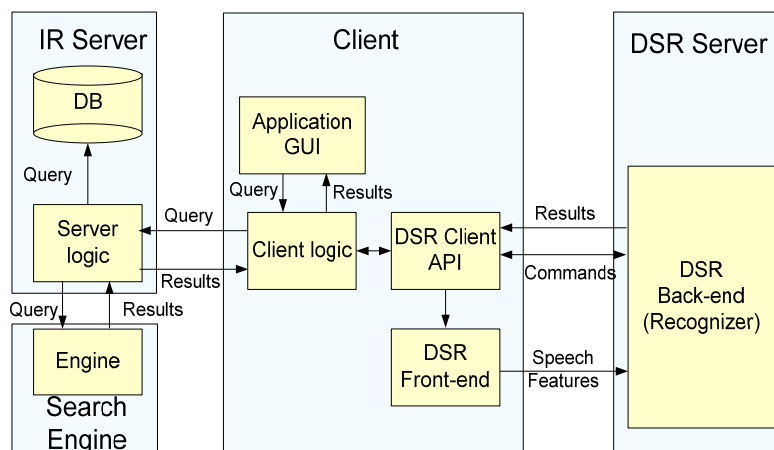 IR Server
DB
Query
Server
logic
Query
Results
Query
Results
Engine
Search
Engine
Client
Application
GUI
Query
Results
Client logic
DSR Client
API
DSR
Front-end
DSR Server
Results
Commands
Speech
Features
DSR
Back-end
(Recognizer)